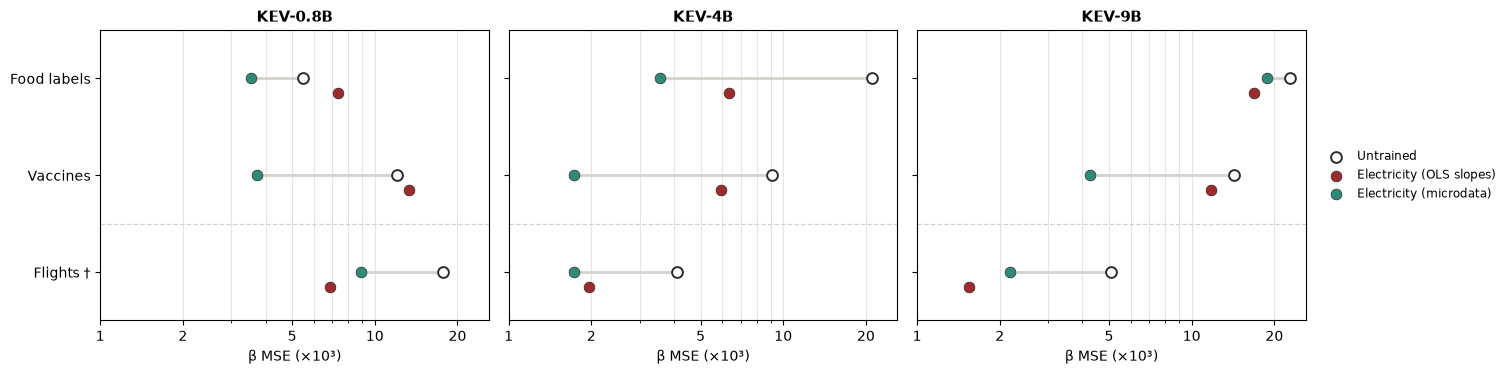 KEV-0.8B KEV-4B KEV-9B
Food labels
Vaccines
Flights †
1 2 5 10 20 1 2 5 10 20 1 2 5 10 20
β MSE (×10³) β MSE (×10³) β MSE (×10³)
Untrained
Electricity (OLS slopes)
Electricity (microdata)